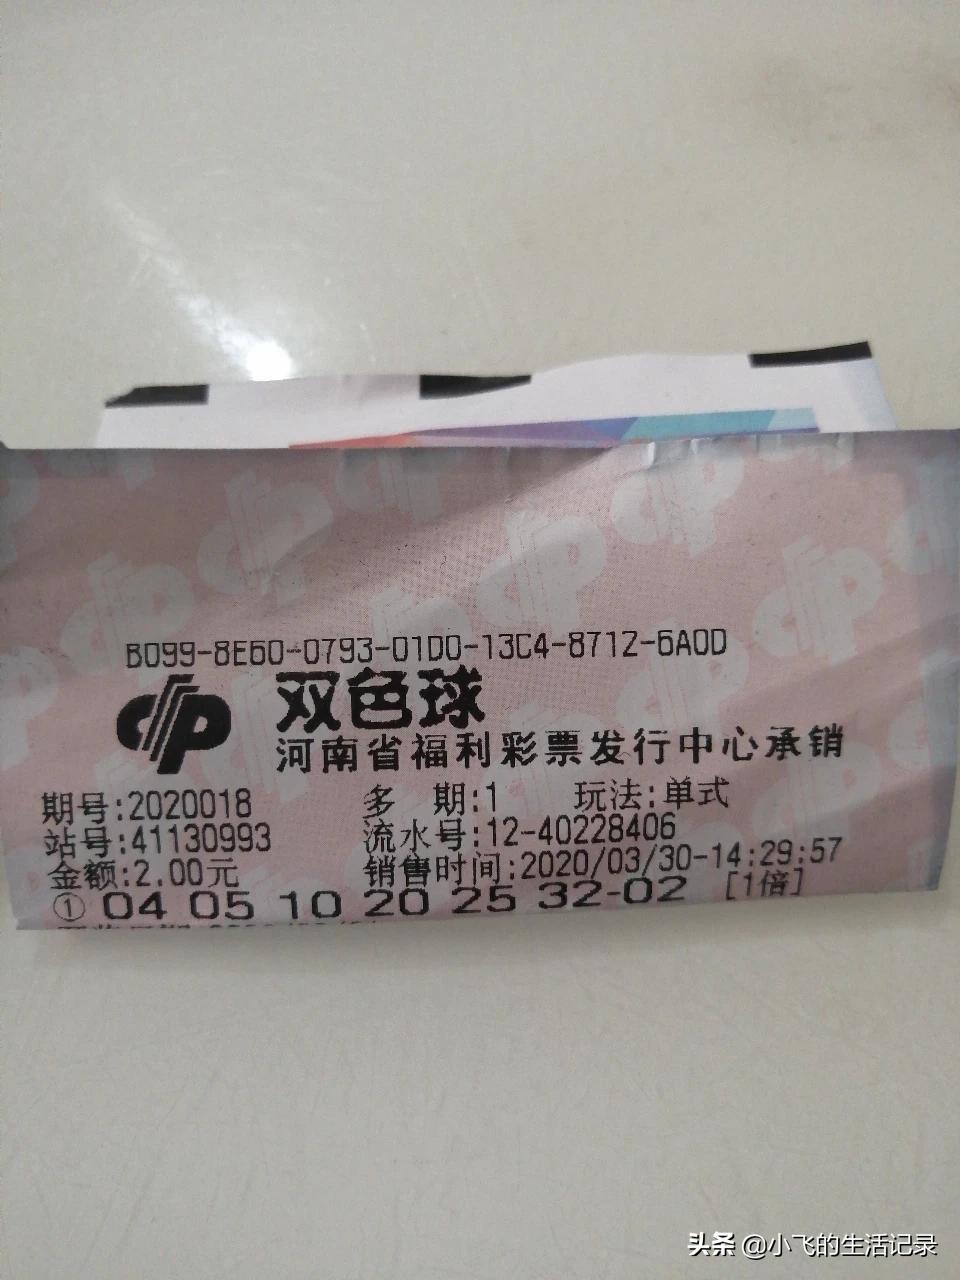 B099-8E60-0793-01D0-13C4-8712-6A0D
双色球
河南省福利彩票发行中心承销
期号:2020018 多 期:1 玩法:单式
站号:41130993 流水号:12-40228406
金额:2.00元 销售时间:2020/03/30-14:29:57
① 04 05 10 20 25 32-02 [1倍]
头条 @小飞的生活记录